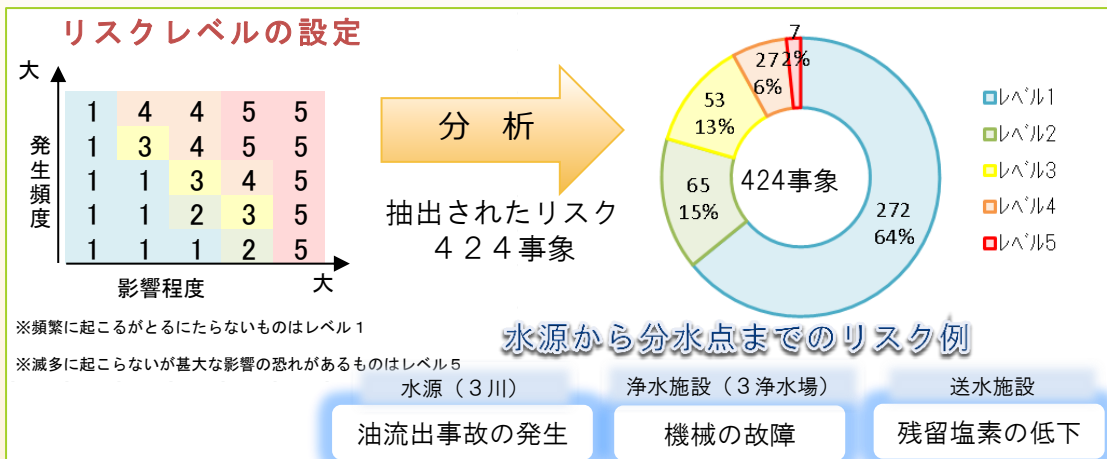 リスクレベルの設定
大
発生頻度
1 4 4 5 5
1 3 4 5 5
1 1 3 4 5
1 1 2 3 5
1 1 1 2 5
影響程度
大
※頻繁に起こるがとるにたらないものはレベル１
※滅多に起こらないが甚大な影響の恐れがあるものはレベル５
分 析
抽出されたリスク
４２４事象
7
2%
27
6%
53
13%
65
15%
424事象
272
64%
ﾚﾍﾞﾙ1
ﾚﾍﾞﾙ2
ﾚﾍﾞﾙ3
ﾚﾍﾞﾙ4
ﾚﾍﾞﾙ5
水源から分水点までのリスク例
水源（３川）
油流出事故の発生
浄水施設（３浄水場）
機械の故障
送水施設
残留塩素の低下